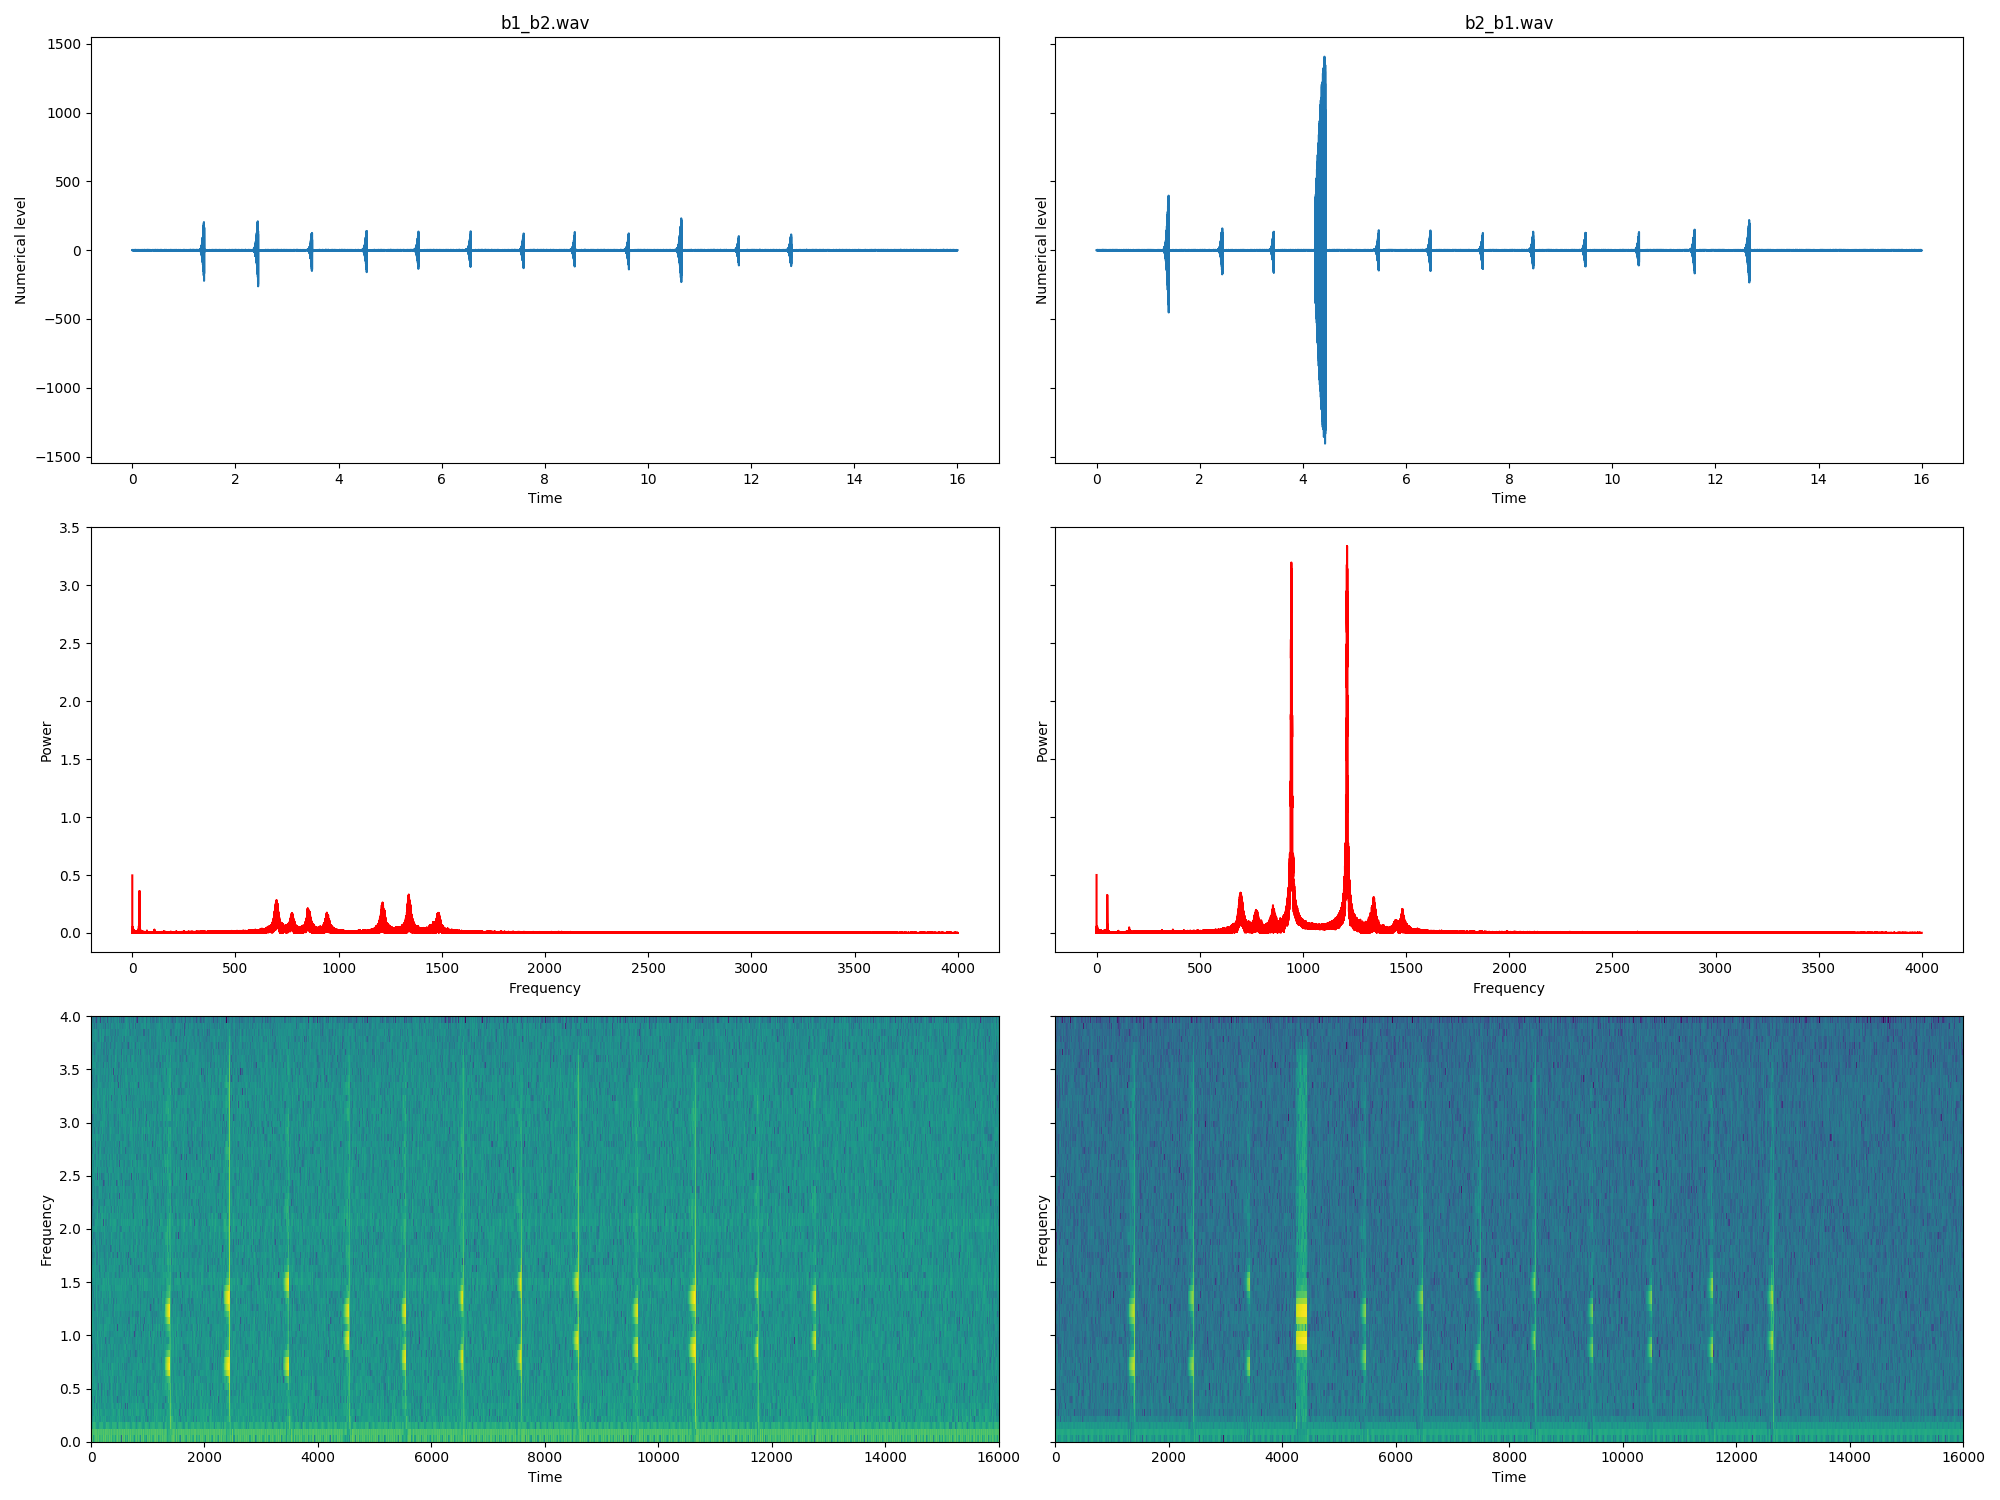 b1_b2.wav
b2_b1.wav
1500
1000
500
0
−500
−1000
−1500
Numerical level
Numerical level
0 2 4 6 8 10 12 14 16
0 2 4 6 8 10 12 14 16
Time
Time
3.5
3.0
2.5
2.0
1.5
1.0
0.5
0.0
Power
Power
0 500 1000 1500 2000 2500 3000 3500 4000
0 500 1000 1500 2000 2500 3000 3500 4000
Frequency
Frequency
4.0
3.5
3.0
2.5
2.0
1.5
1.0
0.5
0.0
Frequency
Frequency
0 2000 4000 6000 8000 10000 12000 14000 16000
0 2000 4000 6000 8000 10000 12000 14000 16000
Time
Time